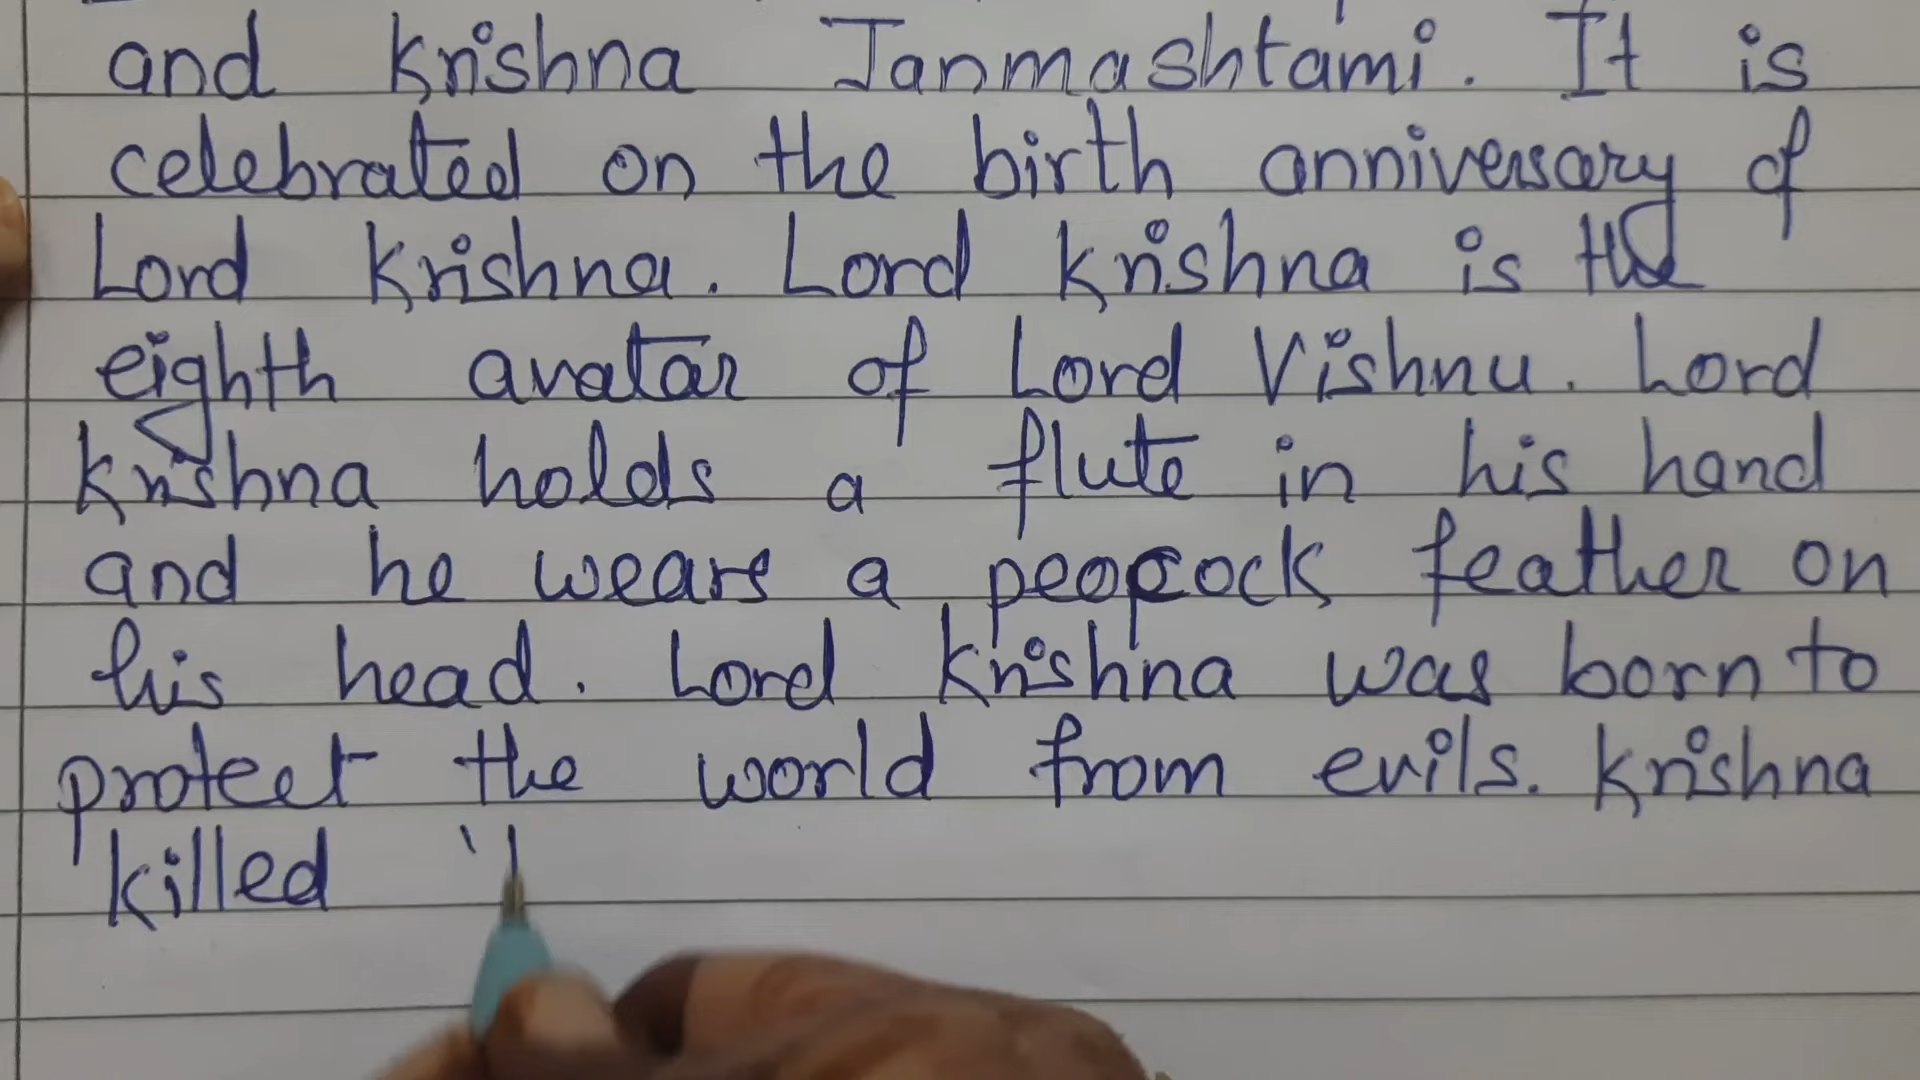 and Krishna Janmashtami. It is
celebrated on the birth anniversary of
Lord Krishna. Lord Krishna is the
eighth avatar of Lord Vishnu. Lord
Krishna holds a flute in his hand
and he wears a peacock feather on
his head. Lord Krishna was born to
protect the world from evils. Krishna
killed '